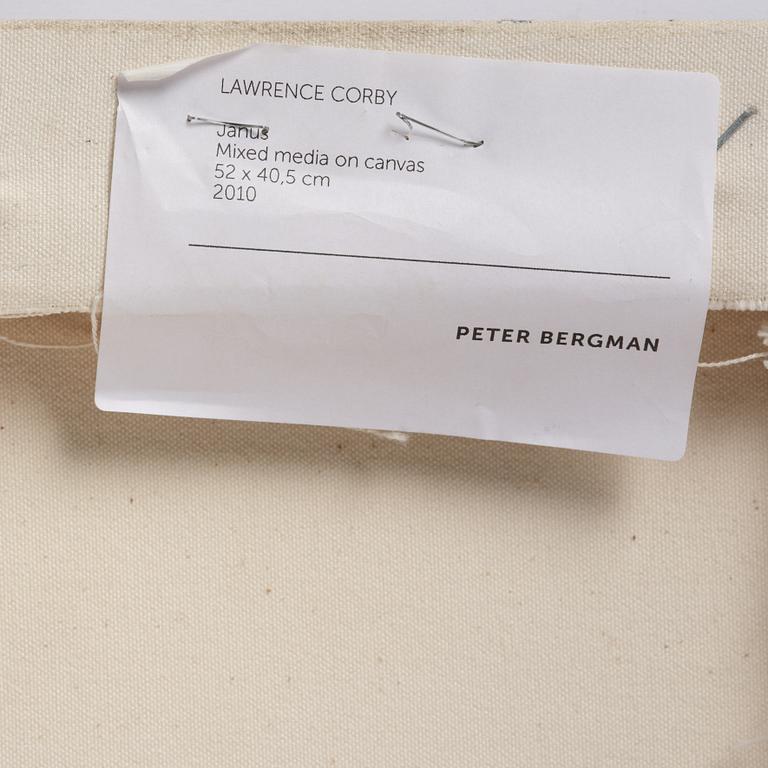 LAWRENCE CORBY
Janus
Mixed media on canvas
52 x 40,5 cm
2010
PETER BERGMAN